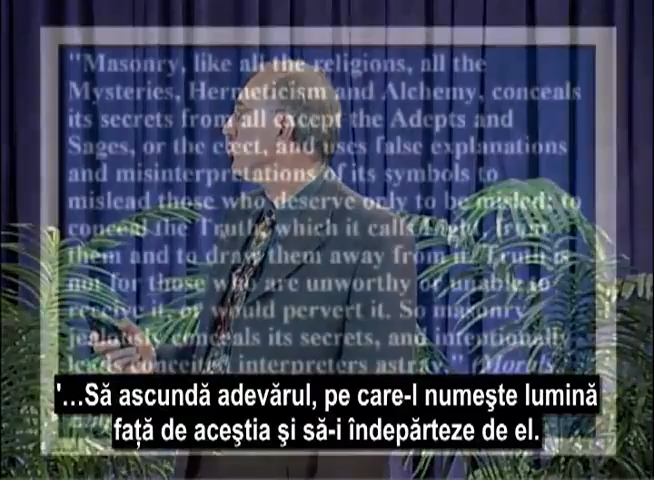 "Masonry, like all the religions, all the
Mysteries, Hermeticism and Alchemy, conceals
its secrets from all except the Adepts and
Sages, or the elect, and uses false explanations
and misinterpretations of its symbols to
mislead those who deserve only to be misled; to
conceal the Truth, which it calls Light, from
them and to draw them away from it. Truth is
not for those who are unworthy or unable to
receive it, or would pervert it. So masonry
jealously conceals its secrets, and intentionally
leads conceited interpreters astray." (Morals
'...Să ascundă adevărul, pe care-l numeşte lumină
faţă de aceştia şi să-i îndepărteze de el.